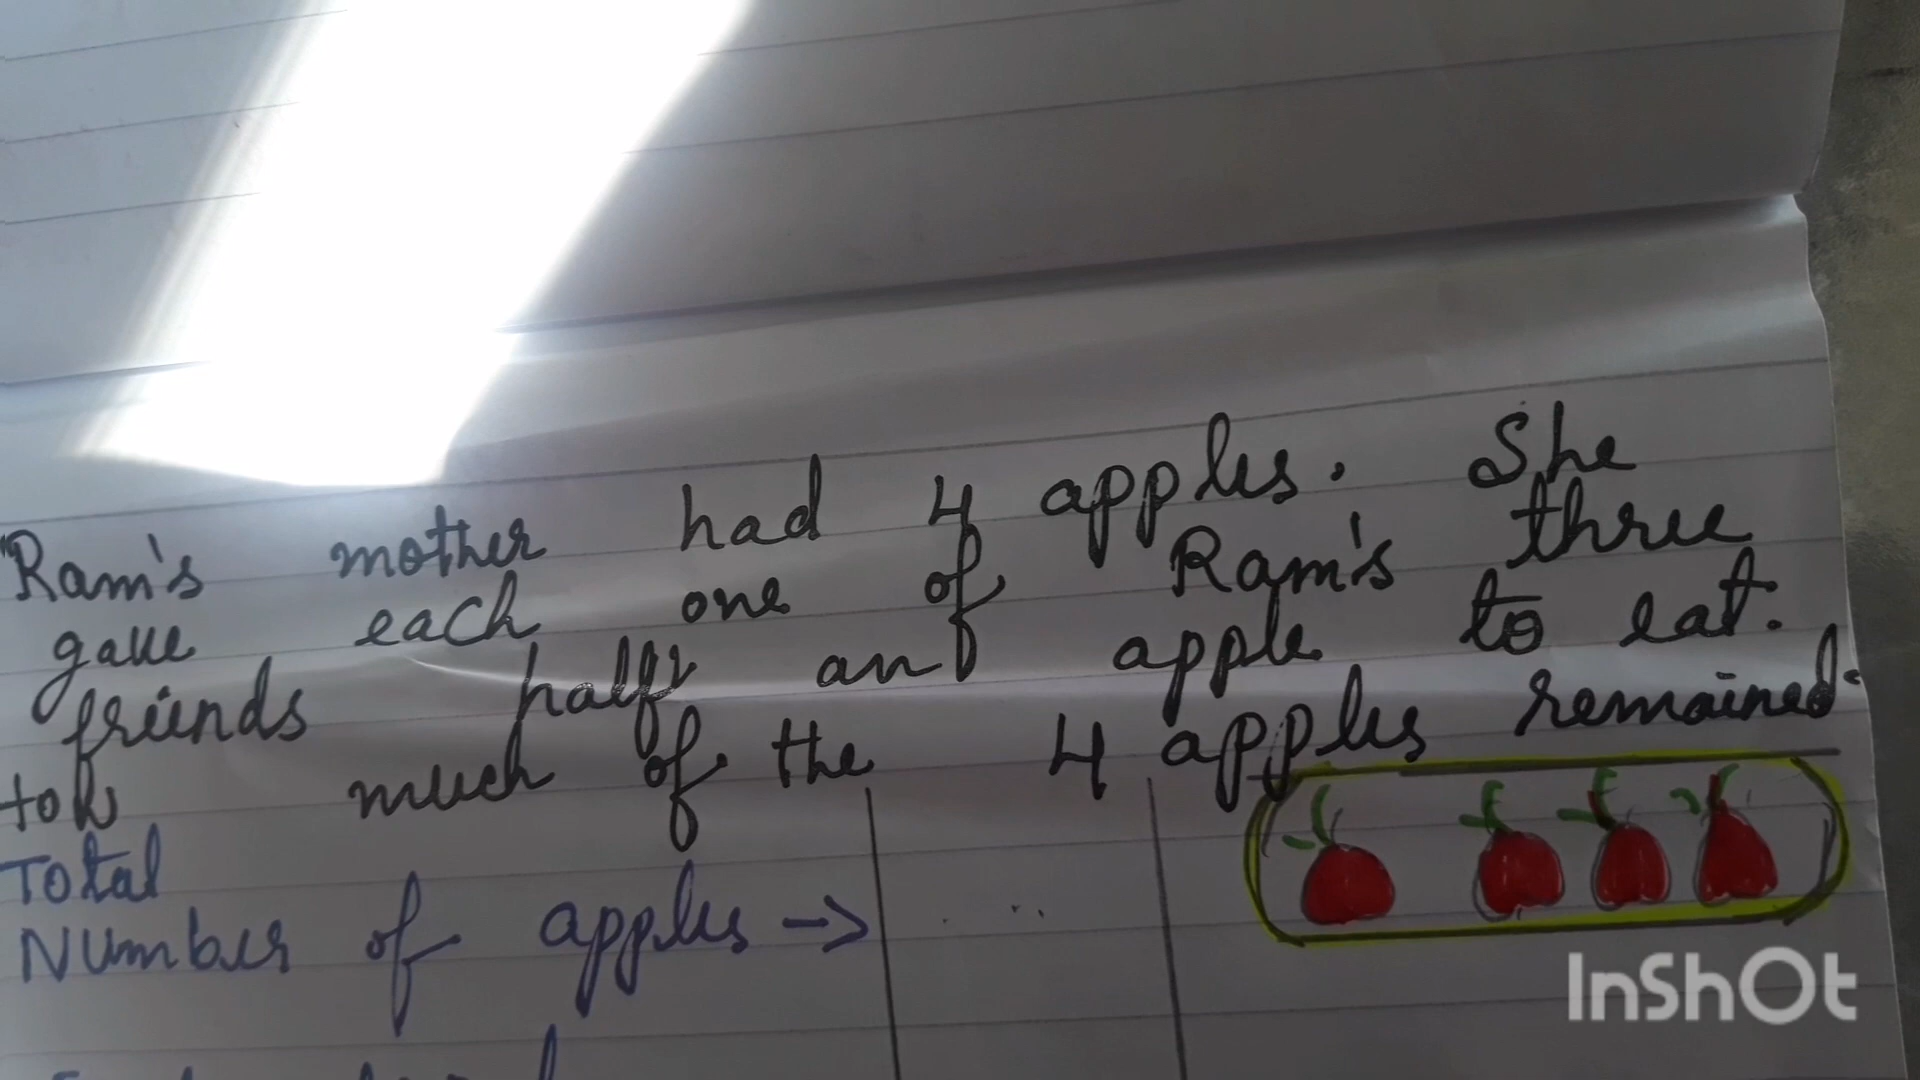 "Ram's mother had 4 apples. She
gave each one of Ram's three
friends half an apple to eat.
How much of the 4 apples remained.
Total
Number of apples →
InShOt